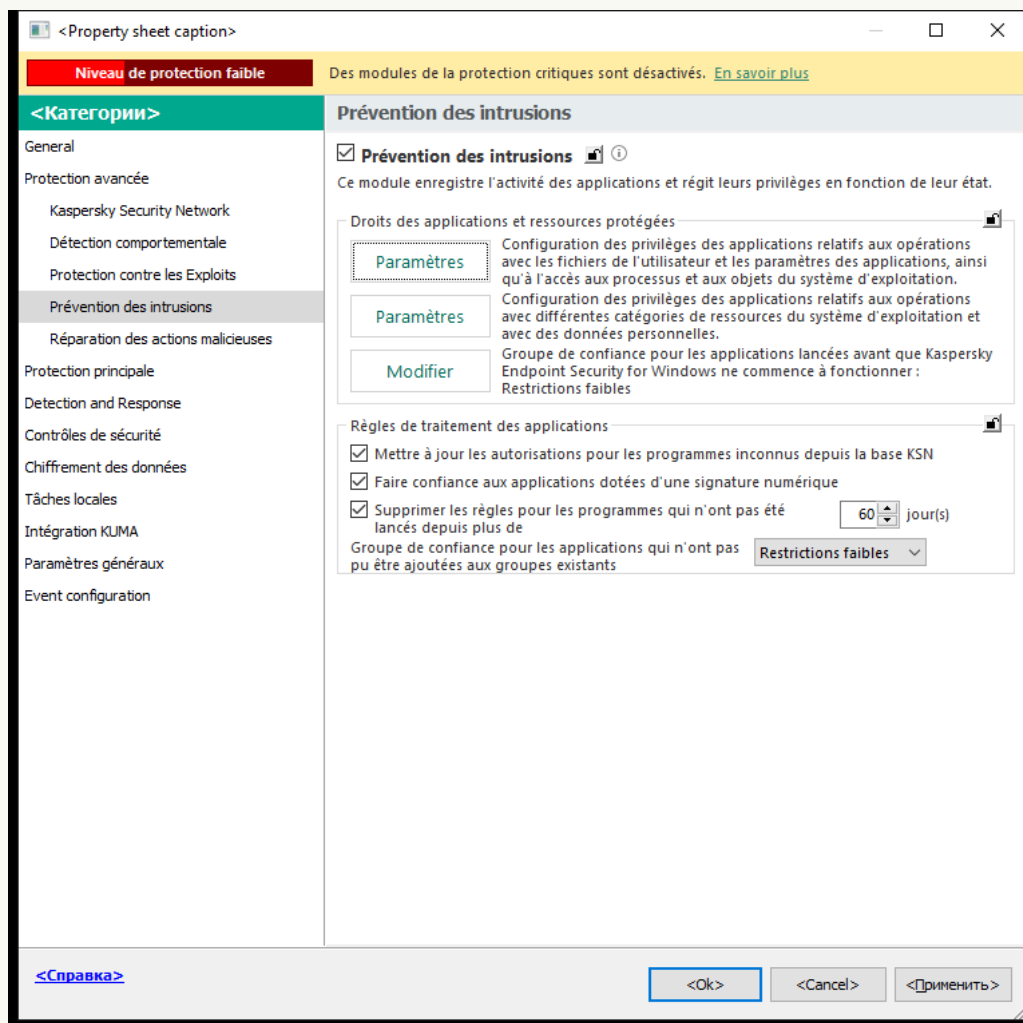 <Property sheet caption>
Niveau de protection faible
Des modules de la protection critiques sont désactivés. En savoir plus
<Категории>
General
Protection avancée
Kaspersky Security Network
Détection comportementale
Protection contre les Exploits
Prévention des intrusions
Réparation des actions malicieuses
Protection principale
Detection and Response
Contrôles de sécurité
Chiffrement des données
Tâches locales
Intégration KUMA
Paramètres généraux
Event configuration
Prévention des intrusions
Prévention des intrusions
Ce module enregistre l'activité des applications et régit leurs privilèges en fonction de leur état.
Droits des applications et ressources protégées
Paramètres
Configuration des privilèges des applications relatifs aux opérations
avec les fichiers de l'utilisateur et les paramètres des applications, ainsi
qu'à l'accès aux processus et aux objets du système d'exploitation.
Paramètres
Configuration des privilèges des applications relatifs aux opérations
avec différentes catégories de ressources du système d'exploitation et
avec des données personnelles.
Modifier
Groupe de confiance pour les applications lancées avant que Kaspersky
Endpoint Security for Windows ne commence à fonctionner :
Restrictions faibles
Règles de traitement des applications
Mettre à jour les autorisations pour les programmes inconnus depuis la base KSN
Faire confiance aux applications dotées d'une signature numérique
Supprimer les règles pour les programmes qui n'ont pas été
lancés depuis plus de
60 jour(s)
Groupe de confiance pour les applications qui n'ont pas
pu être ajoutées aux groupes existants
Restrictions faibles
<Справка>
<Ok>
<Cancel>
<Применить>